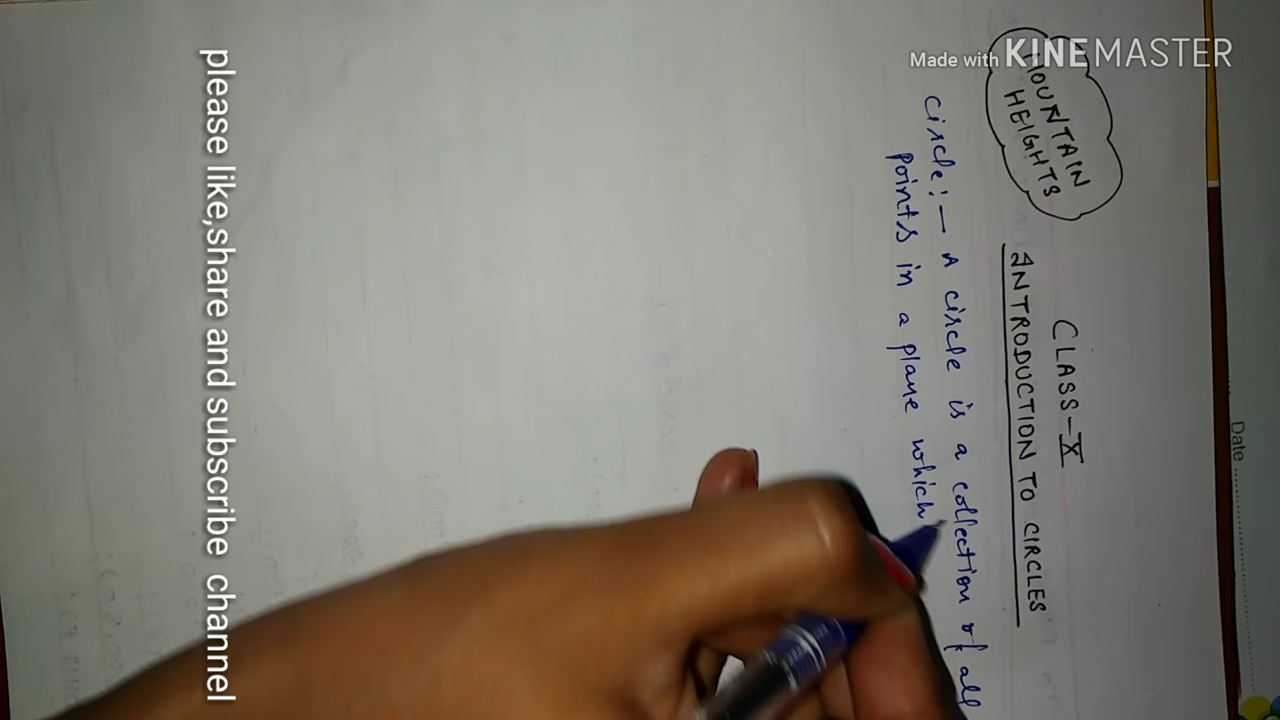 Made with KINEMASTER
MOUNTAIN
HEIGHTS
Date
CLASS-X
INTRODUCTION TO CIRCLES
Circle:- A circle is a collection of all
points in a plane which
please like,share and subscribe channel